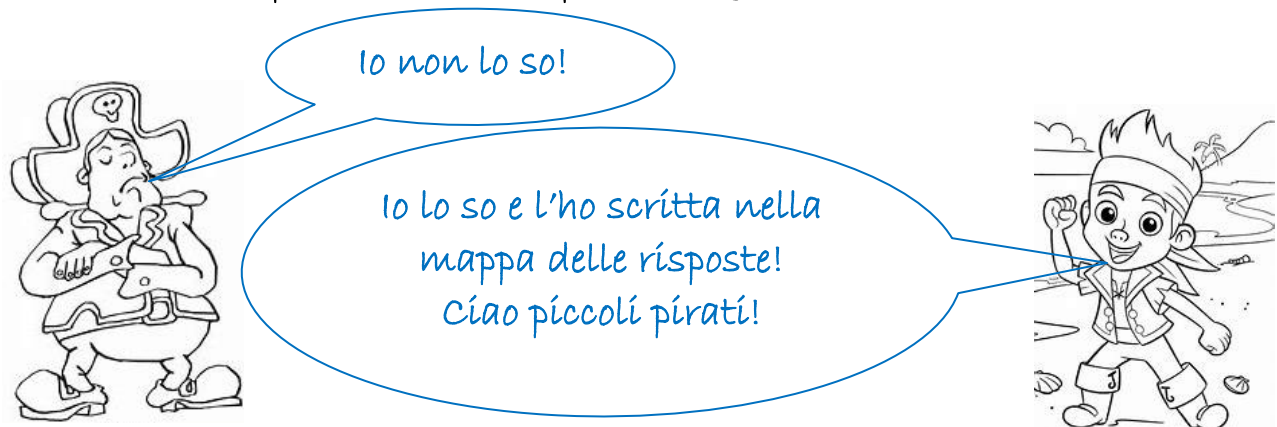 Io non lo so!
Io lo so e l'ho scritta nella
mappa delle risposte!
Ciao piccoli pirati!
J
J